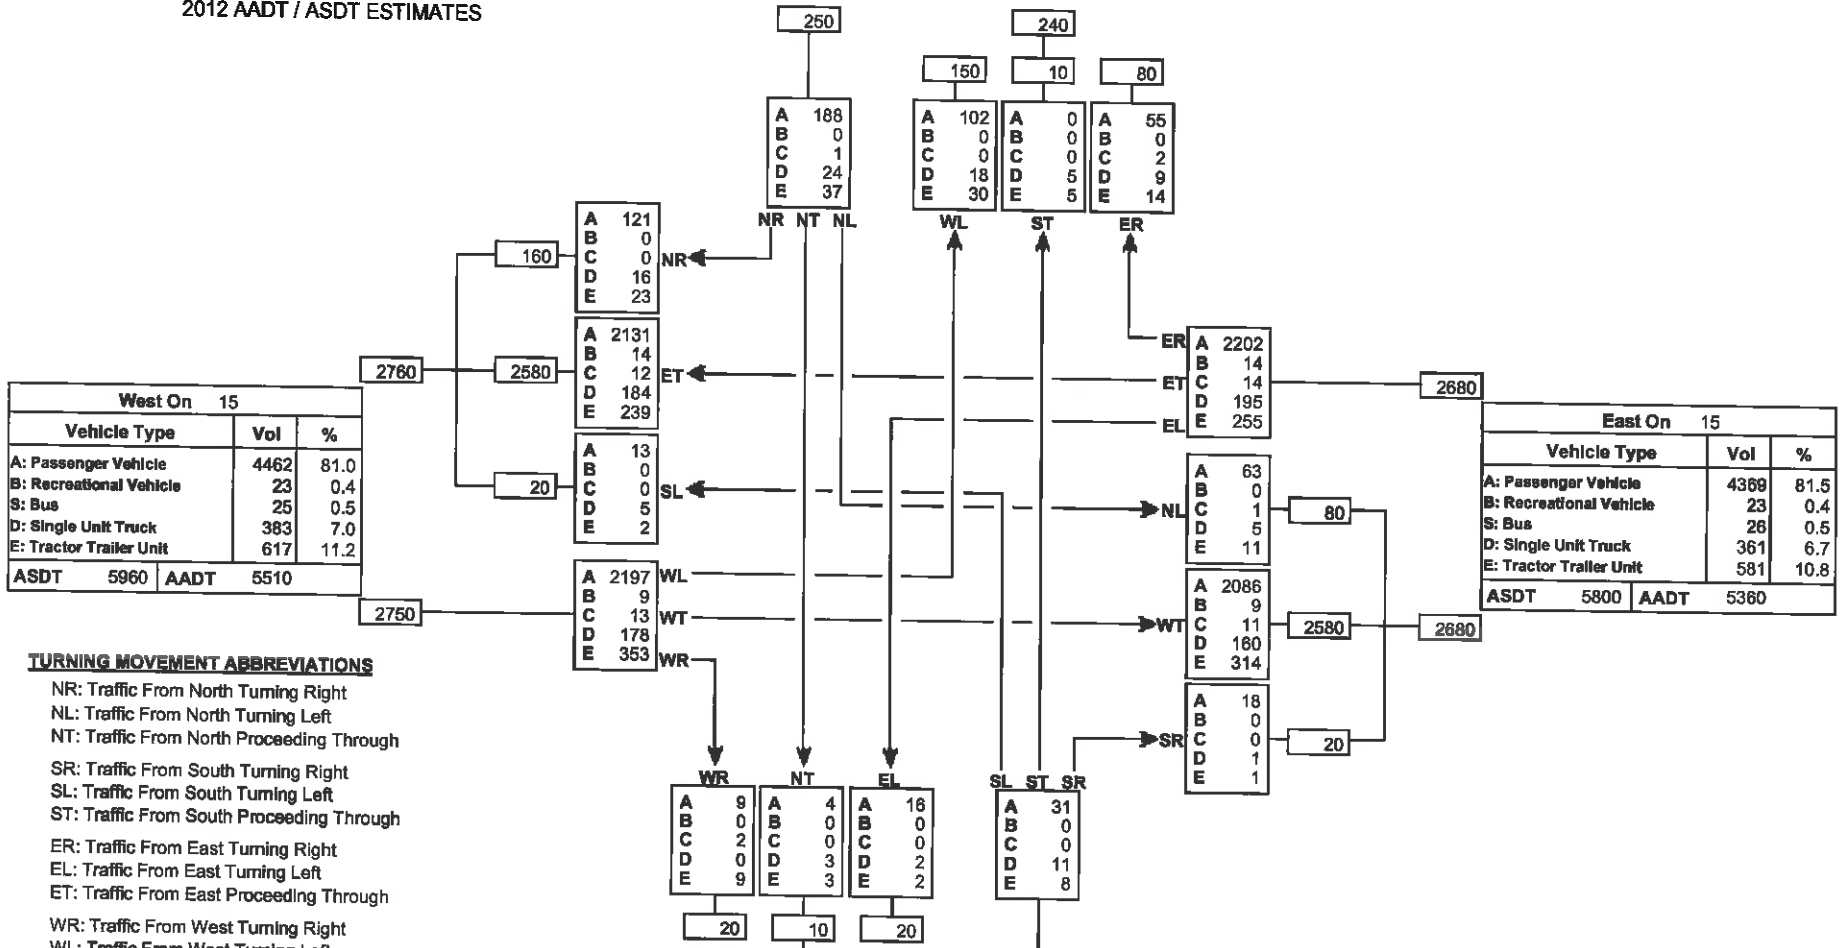 2012 AADT / ASDT ESTIMATES
250
240
150
10
80
A 188
B 0
C 1
D 24
E 37
A 102
B 0
C 0
D 18
E 30
A 0
B 0
C 0
D 5
E 5
A 55
B 0
C 2
D 9
E 14
NR NT NL
WL
ST
ER
160
A 121
B 0
C 0
D 16
E 23
NR
2760
2580
A 2131
B 14
C 12
D 184
E 239
ET
20
A 13
B 0
C 0
D 5
E 2
SL
2750
A 2197
B 9
C 13
D 178
E 353
WL
WT
WR
West On 15
Vehicle Type Vol %
A: Passenger Vehicle 4462 81.0
B: Recreational Vehicle 23 0.4
S: Bus 25 0.5
D: Single Unit Truck 383 7.0
E: Tractor Trailer Unit 617 11.2
ASDT 5960 AADT 5510
ER
ET
EL
A 2202
B 14
C 14
D 195
E 255
2680
NL
A 63
B 0
C 1
D 5
E 11
80
WT
A 2086
B 9
C 11
D 160
E 314
2580
2680
SR
A 18
B 0
C 0
D 1
E 1
20
East On 15
Vehicle Type Vol %
A: Passenger Vehicle 4369 81.5
B: Recreational Vehicle 23 0.4
S: Bus 26 0.5
D: Single Unit Truck 361 6.7
E: Tractor Trailer Unit 581 10.8
ASDT 5800 AADT 5360
TURNING MOVEMENT ABBREVIATIONS
NR: Traffic From North Turning Right
NL: Traffic From North Turning Left
NT: Traffic From North Proceeding Through
SR: Traffic From South Turning Right
SL: Traffic From South Turning Left
ST: Traffic From South Proceeding Through
ER: Traffic From East Turning Right
EL: Traffic From East Turning Left
ET: Traffic From East Proceeding Through
WR: Traffic From West Turning Right
WL: Traffic From West Turning Left
WR
NT
EL
SL ST SR
A 9
B 0
C 2
D 0
E 9
A 4
B 0
C 0
D 3
E 3
A 16
B 0
C 0
D 2
E 2
A 31
B 0
C 0
D 11
E 8
20
10
20